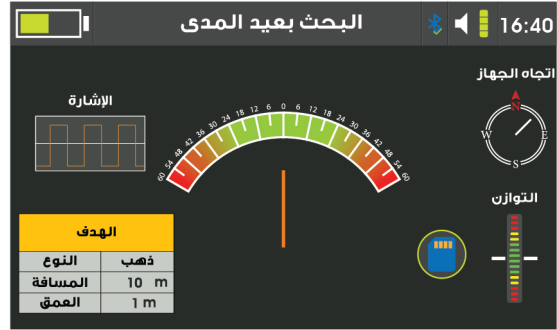 البحث بعيد المدى
16:40
اتجاه الجهاز
N
W
E
S
الإشارة
60 54 48 42 36 30 24 18 12 6 0 6 12 18 24 30 36 42 48 54 60
التوازن
الهدف
النوع ذهب
المسافة 10 m
العمق 1 m